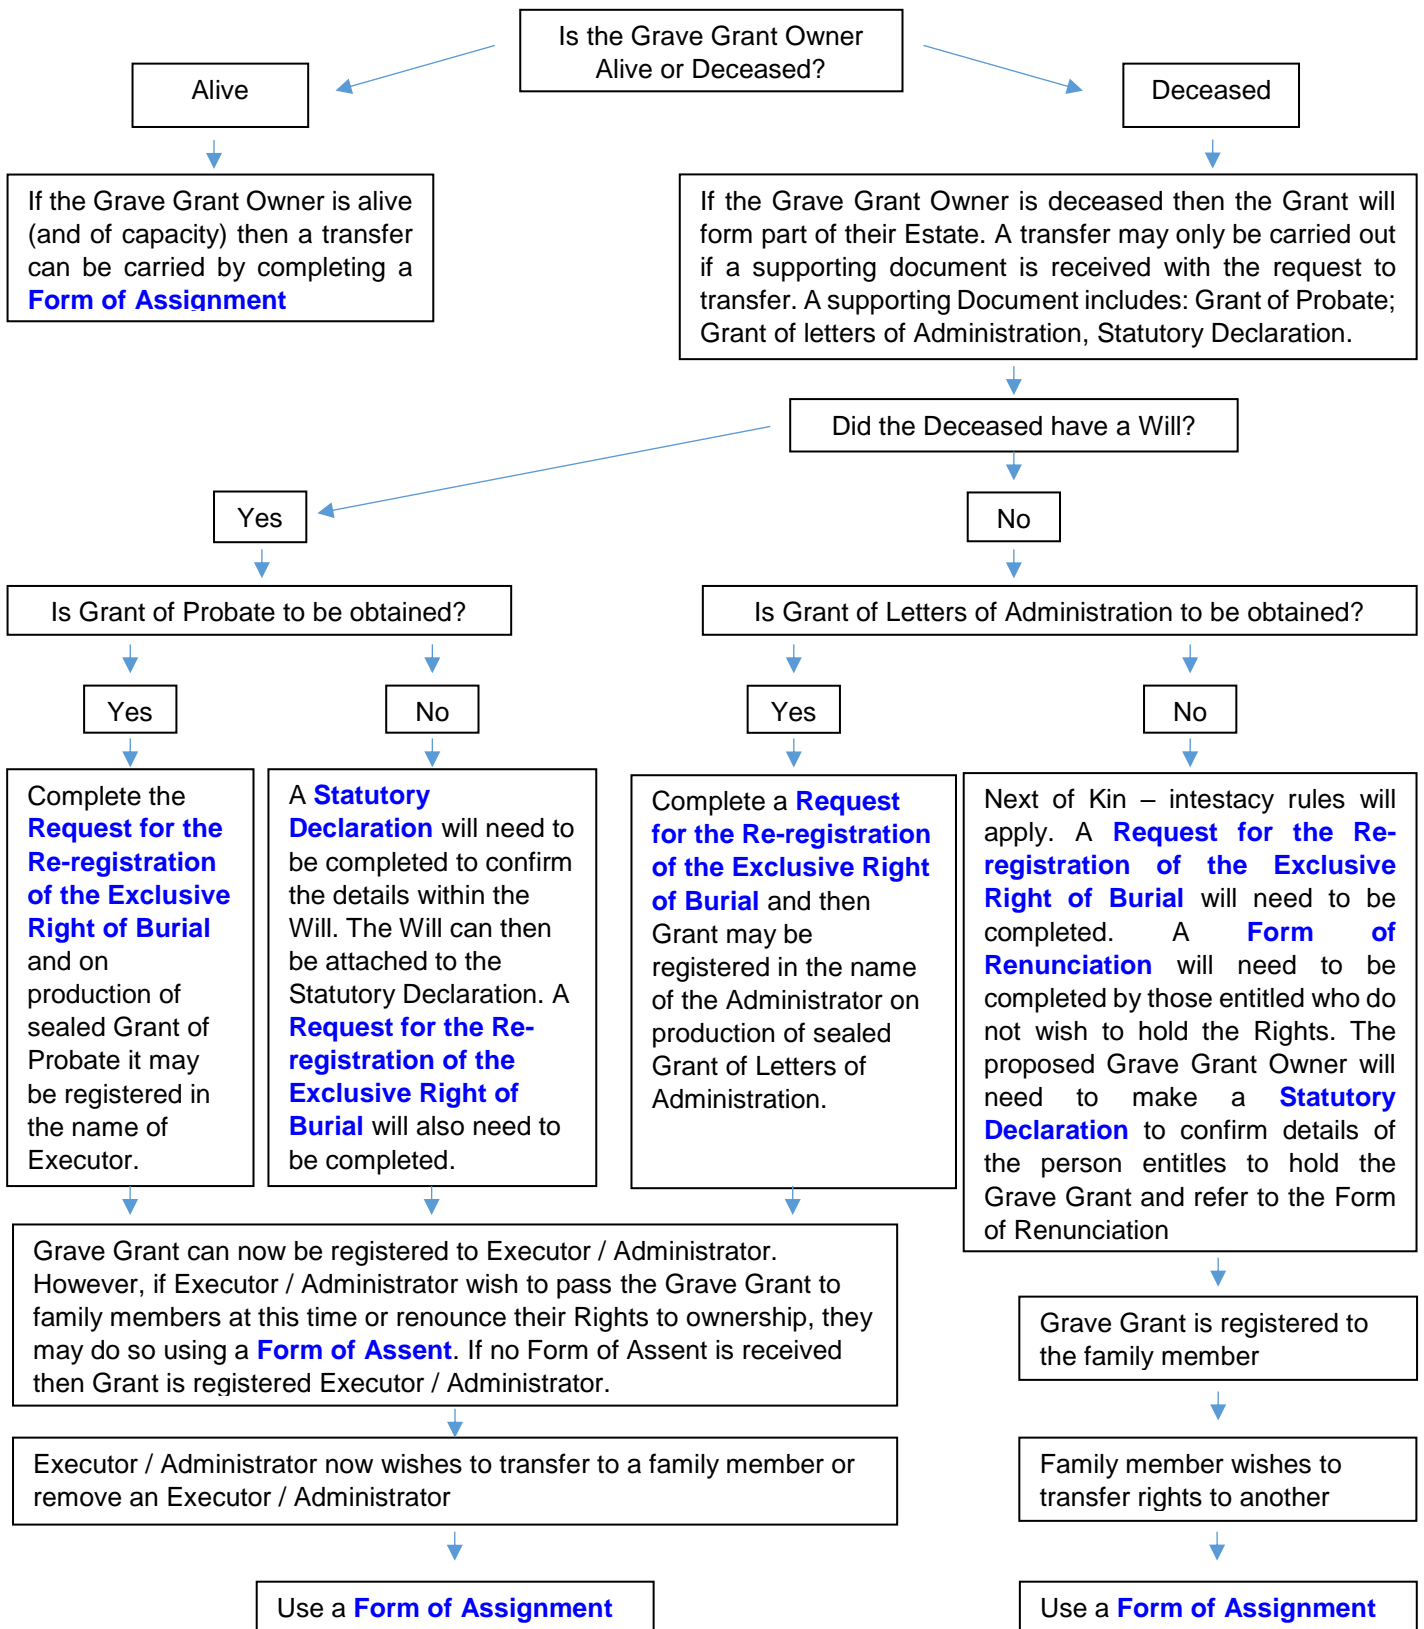 Is the Grave Grant Owner
Alive or Deceased?
Alive
Deceased
If the Grave Grant Owner is alive
(and of capacity) then a transfer
can be carried by completing a
Form of Assignment
If the Grave Grant Owner is deceased then the Grant will
form part of their Estate. A transfer may only be carried out
if a supporting document is received with the request to
transfer. A supporting Document includes: Grant of Probate;
Grant of letters of Administration, Statutory Declaration.
Did the Deceased have a Will?
Yes
No
Is Grant of Probate to be obtained?
Is Grant of Letters of Administration to be obtained?
Yes
No
Yes
No
Complete the
Request for the
Re-registration
of the Exclusive
Right of Burial
and on
production of
sealed Grant of
Probate it may
be registered in
the name of
Executor.
A Statutory
Declaration will need to
be completed to confirm
the details within the
Will. The Will can then
be attached to the
Statutory Declaration. A
Request for the Re-
registration of the
Exclusive Right of
Burial will also need to
be completed.
Complete a Request
for the Re-registration
of the Exclusive Right
of Burial and then
Grant may be
registered in the name
of the Administrator on
production of sealed
Grant of Letters of
Administration.
Next of Kin – intestacy rules will
apply. A Request for the Re-
registration of the Exclusive
Right of Burial will need to be
completed. A Form of
Renunciation will need to be
completed by those entitled who do
not wish to hold the Rights. The
proposed Grave Grant Owner will
need to make a Statutory
Declaration to confirm details of
the person entitles to hold the
Grave Grant and refer to the Form
of Renunciation
Grave Grant can now be registered to Executor / Administrator.
However, if Executor / Administrator wish to pass the Grave Grant to
family members at this time or renounce their Rights to ownership, they
may do so using a Form of Assent. If no Form of Assent is received
then Grant is registered Executor / Administrator.
Grave Grant is registered to
the family member
Executor / Administrator now wishes to transfer to a family member or
remove an Executor / Administrator
Family member wishes to
transfer rights to another
Use a Form of Assignment
Use a Form of Assignment